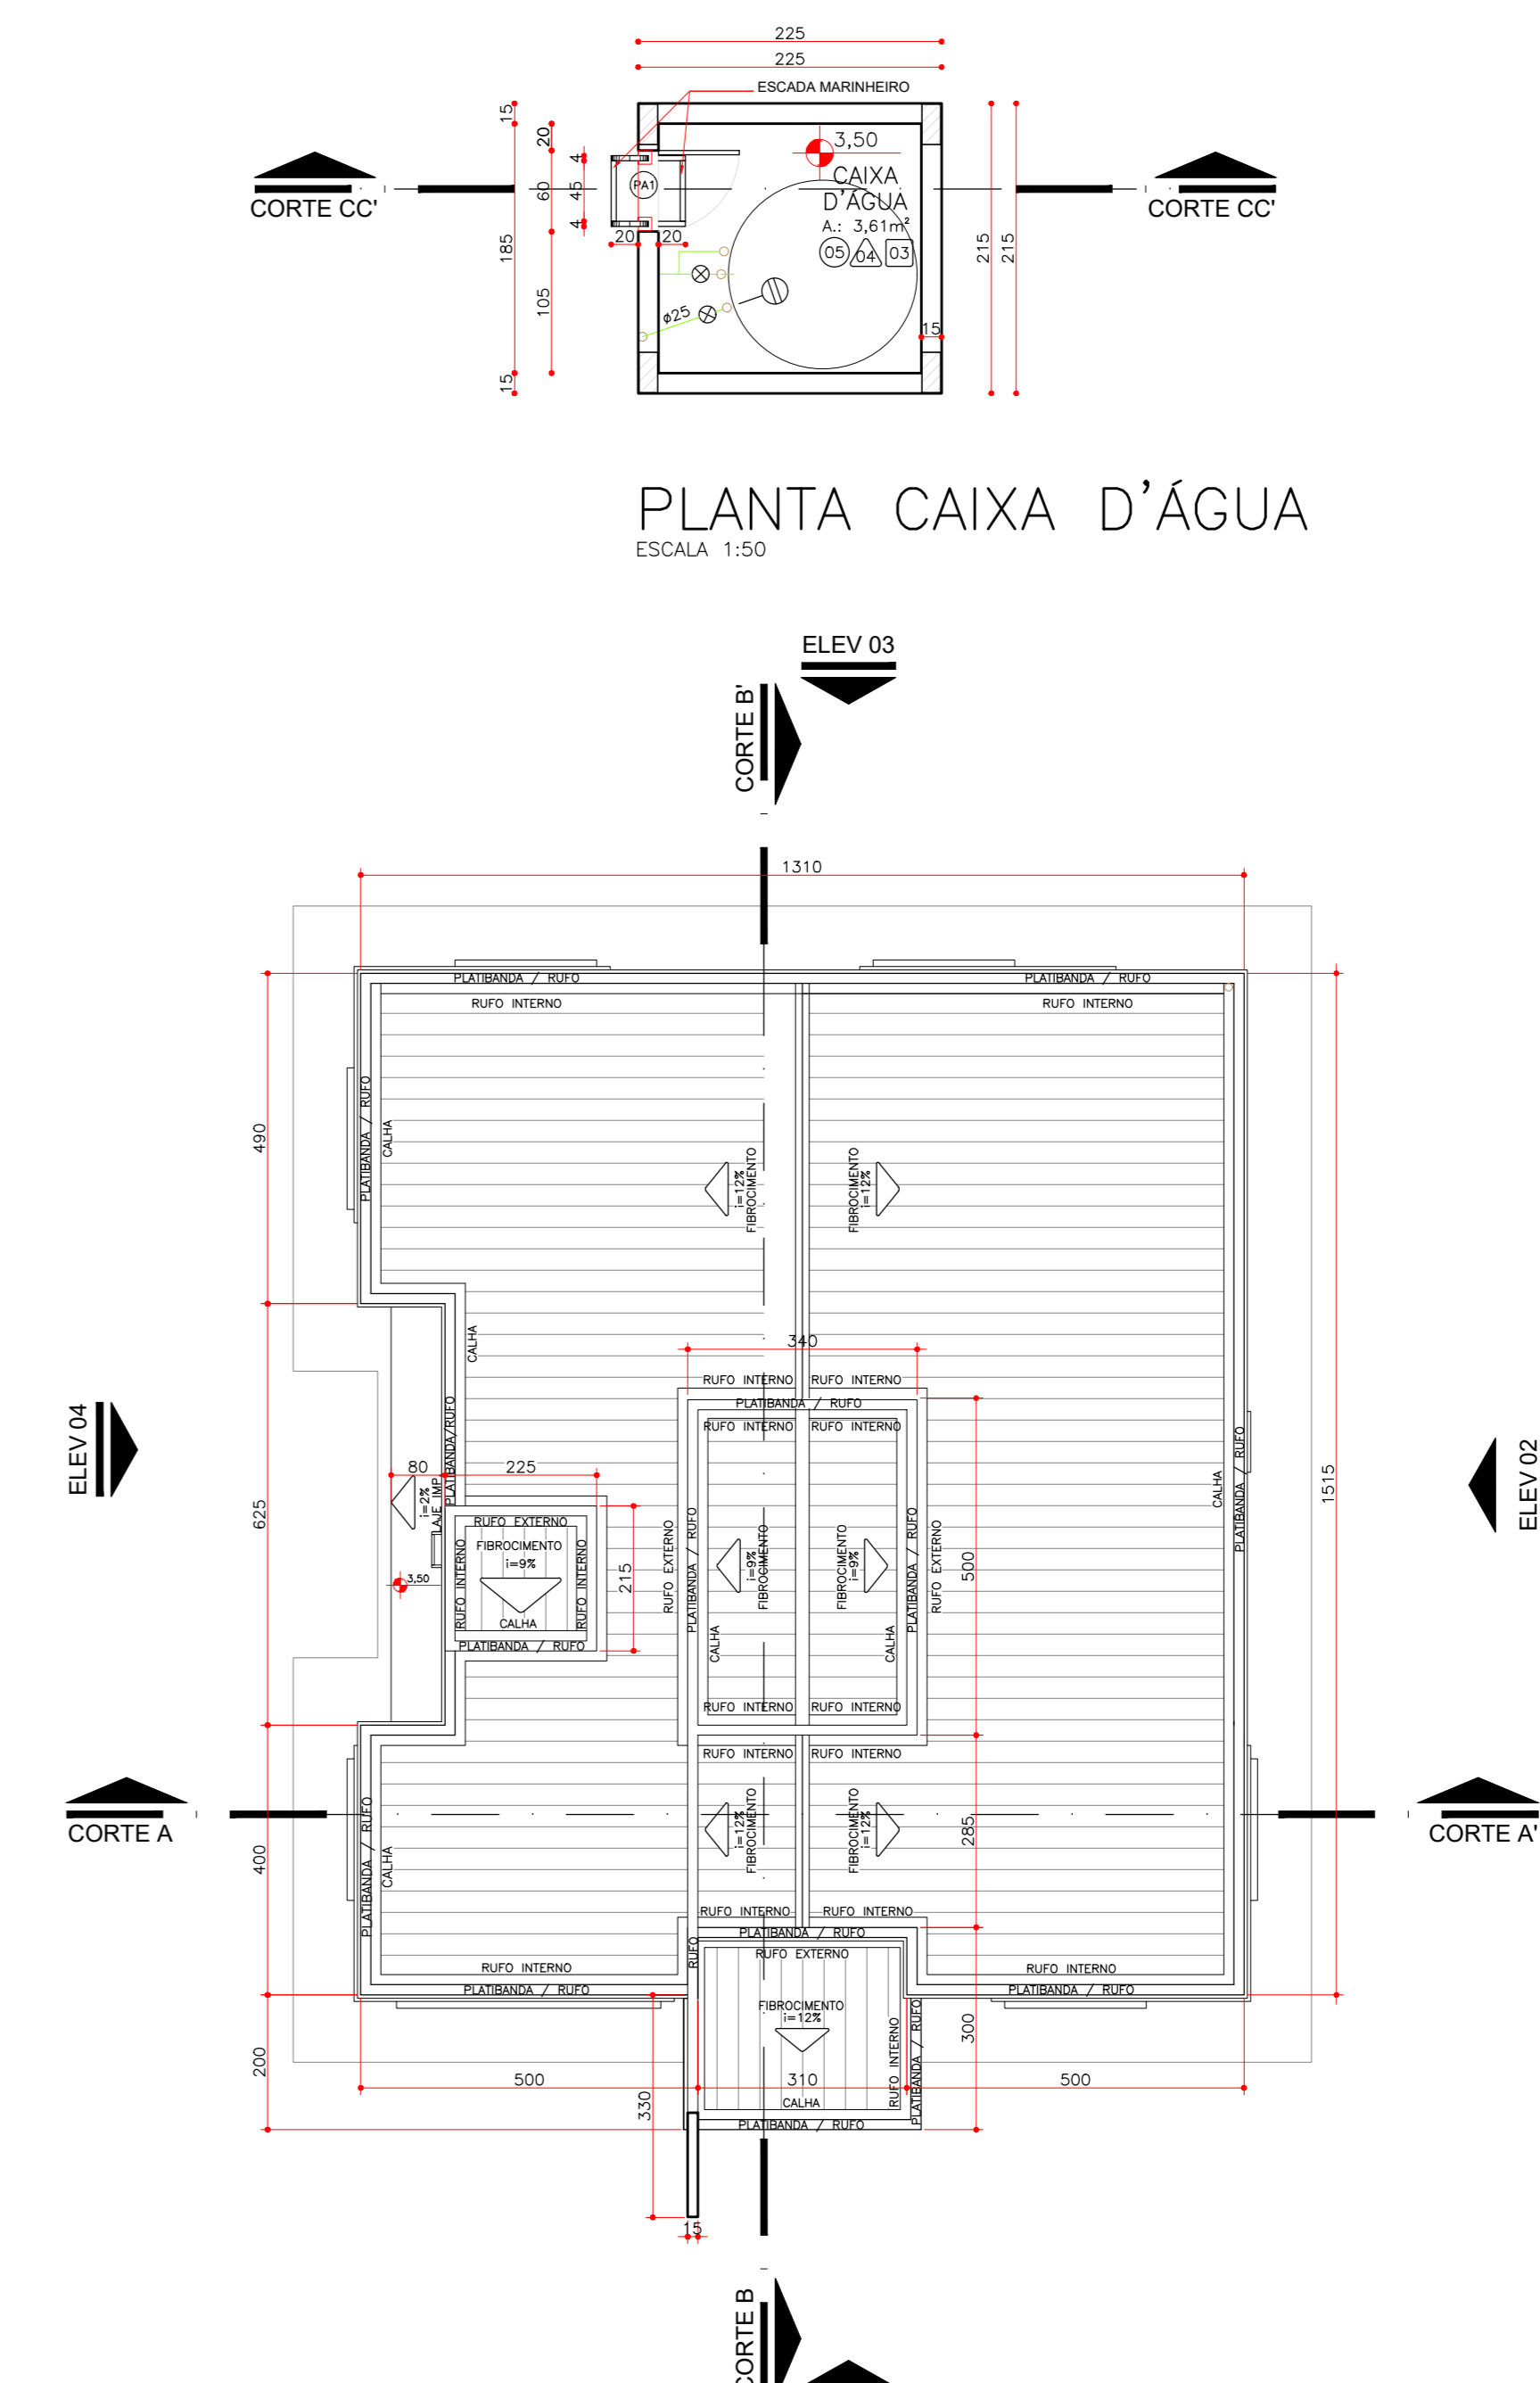 225
225
ESCADA MARINHEIRO
15
20
4
3,50
CAIXA
D'ÁGUA
A.: 3,61m²
CORTE CC'
CORTE CC'
60
45
PA1
4
20
20
05
04
03
185
215
215
105
ø25
15
15
PLANTA CAIXA D'ÁGUA
ESCALA 1:50
ELEV 03
CORTE B'
1310
PLATIBANDA / RUFO
PLATIBANDA / RUFO
RUFO INTERNO
RUFO INTERNO
PLATIBANDA / RUFO
CALHA
490
i=12%
FIBROCIMENTO
FIBROCIMENTO
i=12%
CALHA
340
RUFO INTERNO
RUFO INTERNO
PLATIBANDA / RUFO
RUFO INTERNO
RUFO INTERNO
ELEV 04
PLATIBANDA/RUFO
80
225
i=2%
LAJE IMP.
CALHA
PLATIBANDA / RUFO
1515
ELEV 02
625
RUFO EXTERNO
FIBROCIMENTO
i=9%
RUFO INTERNO
RUFO INTERNO
CALHA
PLATIBANDA / RUFO
3,50
215
RUFO EXTERNO
PLATIBANDA / RUFO
i=9%
FIBROCIMENTO
FIBROCIMENTO
i=9%
PLATIBANDA / RUFO
RUFO EXTERNO
500
CALHA
CALHA
RUFO INTERNO
RUFO INTERNO
RUFO INTERNO
RUFO INTERNO
CORTE A
CORTE A'
400
PLATIBANDA / RUFO
CALHA
i=12%
FIBROCIMENTO
FIBROCIMENTO
i=12%
285
RUFO INTERNO
RUFO INTERNO
PLATIBANDA / RUFO
RUFO
RUFO EXTERNO
RUFO INTERNO
RUFO INTERNO
PLATIBANDA / RUFO
PLATIBANDA / RUFO
FIBROCIMENTO
i=12%
RUFO INTERNO
PLATIBANDA / RUFO
300
200
500
310
500
330
CALHA
PLATIBANDA / RUFO
15
CORTE B